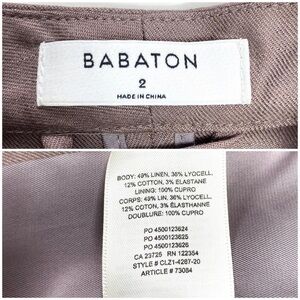 BABATON
2
MADE IN CHINA
BODY: 49% LINEN, 36% LYOCELL,
12% COTTON, 3% ELASTANE
LINING: 100% CUPRO
CORPS: 49% LIN, 36% LYOCELL,
12% COTON, 3% ELASTHANNE
DOUBLURE: 100% CUPRO
PO 4500123624
PO 4500123625
PO 4500123626
CA 23725 RN 122354
STYLE # CLZ1-4287-20
ARTICLE # 73084